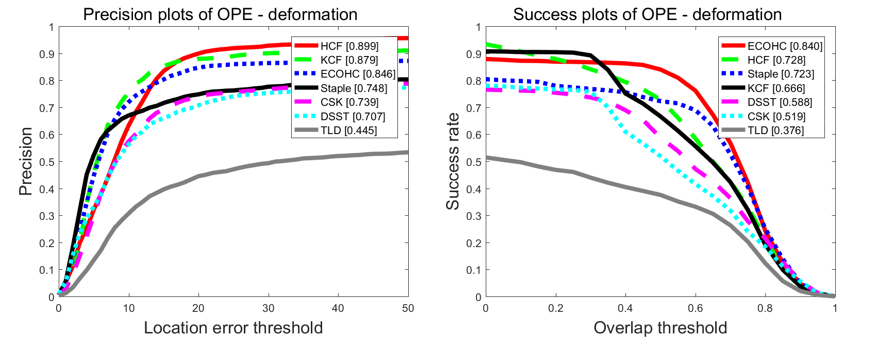 Precision plots of OPE - deformation
1
0.9
0.8
0.7
0.6
0.5
0.4
0.3
0.2
0.1
0
0 10 20 30 40 50
Precision
Location error threshold
HCF [0.899]
KCF [0.879]
ECOHC [0.846]
Staple [0.748]
CSK [0.739]
DSST [0.707]
TLD [0.445]
Success plots of OPE - deformation
1
0.9
0.8
0.7
0.6
0.5
0.4
0.3
0.2
0.1
0
0 0.2 0.4 0.6 0.8 1
Success rate
Overlap threshold
ECOHC [0.840]
HCF [0.728]
Staple [0.723]
KCF [0.666]
DSST [0.588]
CSK [0.519]
TLD [0.376]